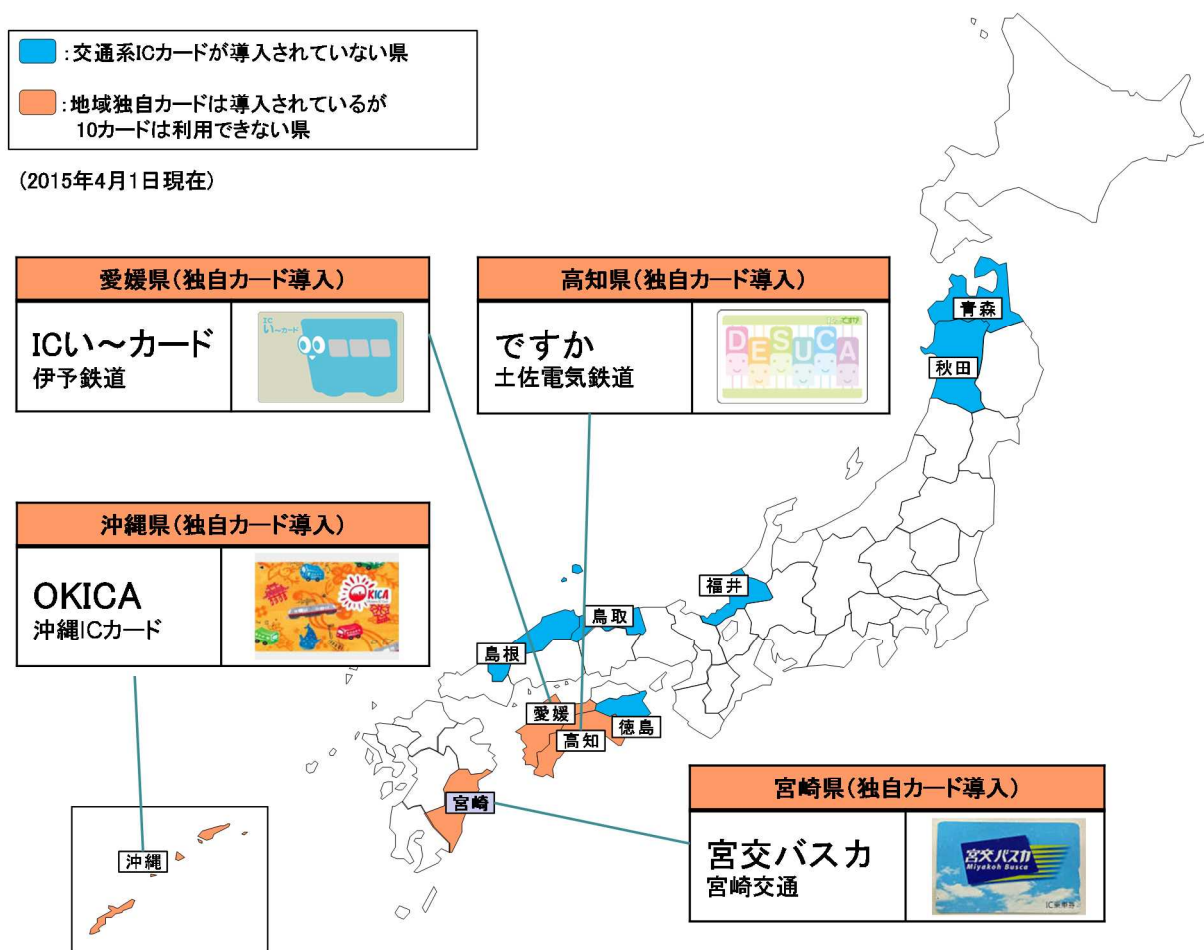 ：交通系ICカードが導入されていない県
：地域独自カードは導入されているが
10カードは利用できない県
(2015年4月1日現在)
愛媛県(独自カード導入)
ICい～カード
伊予鉄道
IC
い～カード
高知県(独自カード導入)
ですか
土佐電気鉄道
DESUCA
沖縄県(独自カード導入)
OKICA
沖縄ICカード
OKICA
青森
秋田
福井
鳥取
島根
愛媛
徳島
高知
宮崎
沖縄
宮崎県(独自カード導入)
宮交バスカ
宮崎交通
宮交バスカ
Miyakoh Busca
IC乗車券